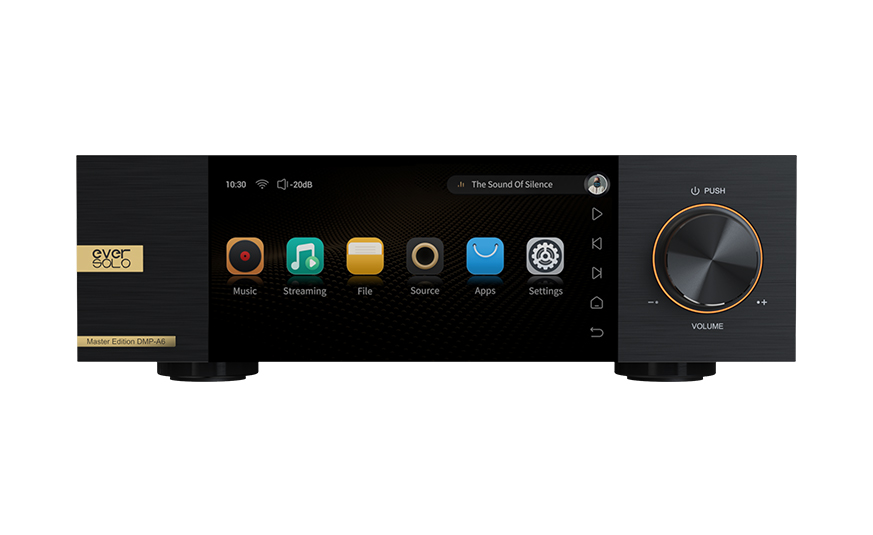 10:30
-20dB
The Sound Of Silence
PUSH
ever
SOLO
Music
Streaming
File
Source
Apps
Settings
- +
VOLUME
Master Edition DMP-A6